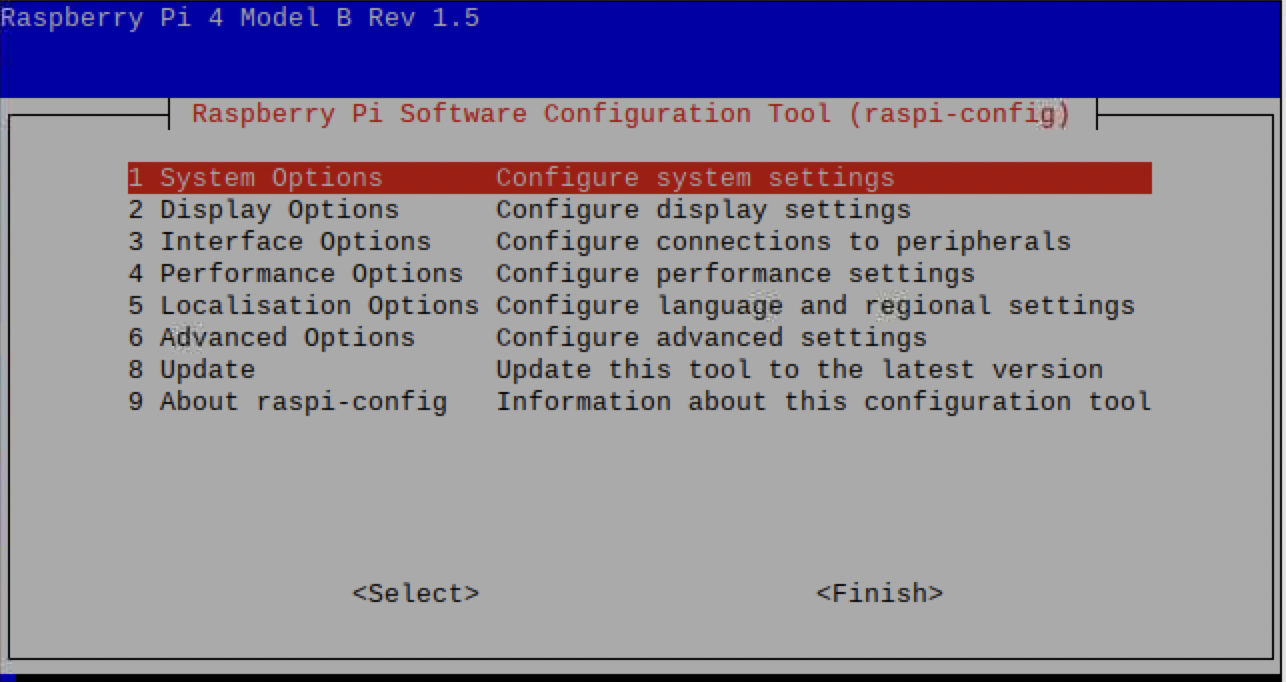 Raspberry Pi 4 Model B Rev 1.5
Raspberry Pi Software Configuration Tool (raspi-config)
1 System Options Configure system settings
2 Display Options Configure display settings
3 Interface Options Configure connections to peripherals
4 Performance Options Configure performance settings
5 Localisation Options Configure language and regional settings
6 Advanced Options Configure advanced settings
8 Update Update this tool to the latest version
9 About raspi-config Information about this configuration tool
<Select> <Finish>